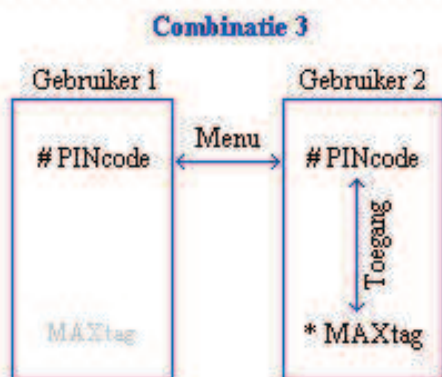 Combinatie 3
Gebruiker 1
Gebruiker 2
# PINcode
Menu
# PINcode
Toegang
MAXtag
* MAXtag